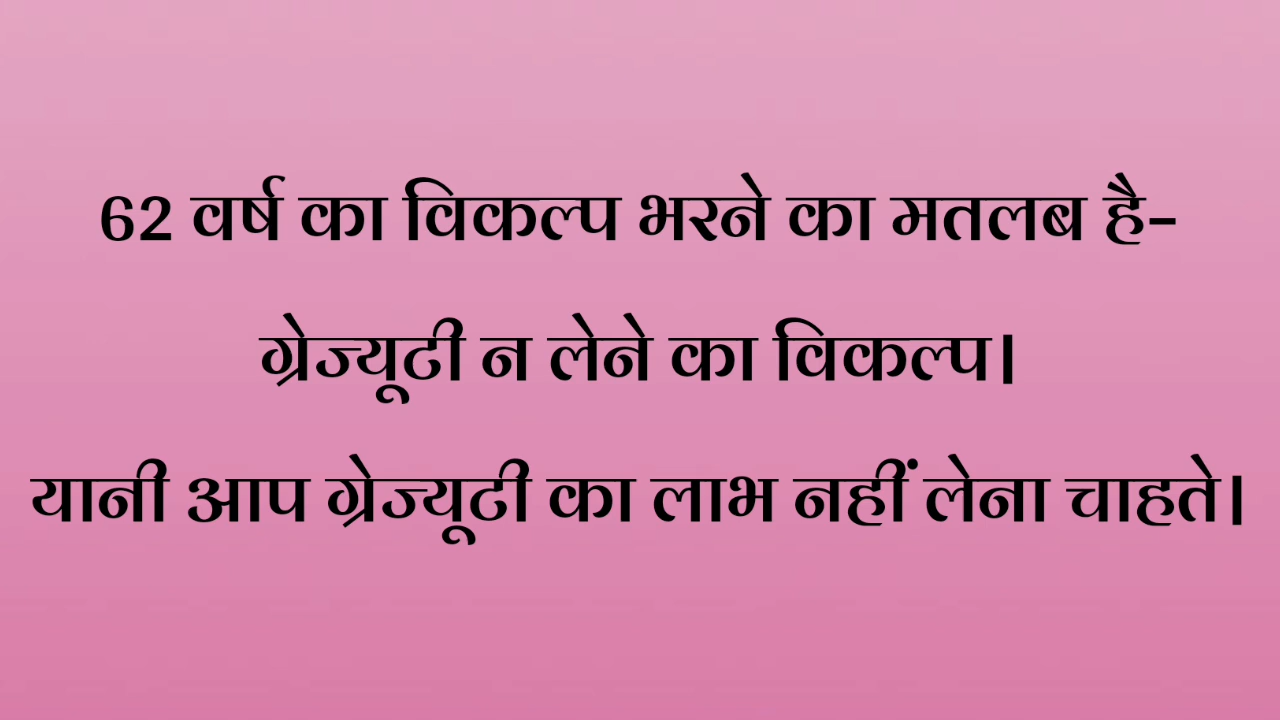 62 वर्ष का विकल्प भरने का मतलब है-
ग्रेज्यूटी न लेने का विकल्प।
यानी आप ग्रेज्यूटी का लाभ नहीं लेना चाहते।